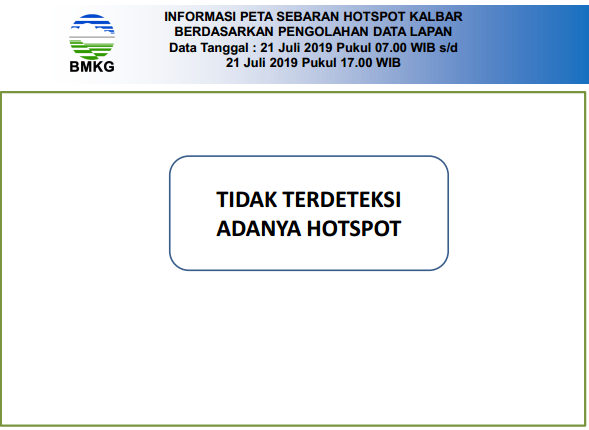 INFORMASI PETA SEBARAN HOTSPOT KALBAR
BERDASARKAN PENGOLAHAN DATA LAPAN
Data Tanggal : 21 Juli 2019 Pukul 07.00 WIB s/d
21 Juli 2019 Pukul 17.00 WIB
BMKG
TIDAK TERDETEKSI
ADANYA HOTSPOT